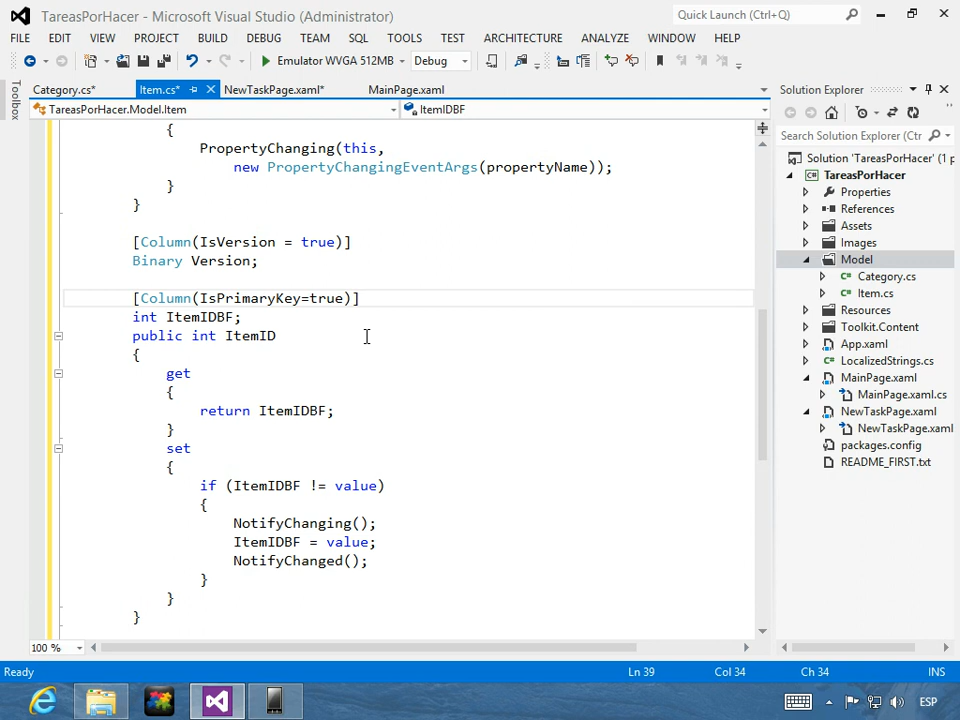 TareasPorHacer - Microsoft Visual Studio (Administrator)
Quick Launch (Ctrl+Q)
FILE EDIT VIEW PROJECT BUILD DEBUG TEAM SQL TOOLS TEST ARCHITECTURE ANALYZE WINDOW HELP
Emulator WVGA 512MB Debug
Toolbox
Category.cs* Item.cs* NewTaskPage.xaml* MainPage.xaml
TareasPorHacer.Model.Item ItemIDBF
{
PropertyChanging(this,
new PropertyChangingEventArgs(propertyName));
}
}
[Column(IsVersion = true)]
Binary Version;
[Column(IsPrimaryKey=true)]
int ItemIDBF;
public int ItemID
{
get
{
return ItemIDBF;
}
set
{
if (ItemIDBF != value)
{
NotifyChanging();
ItemIDBF = value;
NotifyChanged();
}
}
}
100 %
Solution Explorer
Search Solution Explorer (Ctr
Solution 'TareasPorHacer' (1 p
TareasPorHacer
Properties
References
Assets
Images
Model
Category.cs
Item.cs
Resources
Toolkit.Content
App.xaml
LocalizedStrings.cs
MainPage.xaml
MainPage.xaml.cs
NewTaskPage.xaml
NewTaskPage.xaml
packages.config
README_FIRST.txt
Ready Ln 39 Col 34 Ch 34 INS
ESP